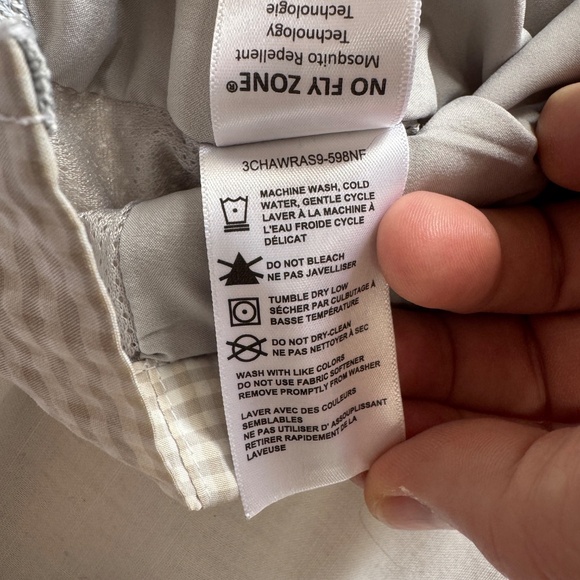 NO FLY ZONE®
Mosquito Repellent
Technology
Technologie
3CHAWRAS9-598NF
MACHINE WASH, COLD
WATER, GENTLE CYCLE
LAVER À LA MACHINE À
L'EAU FROIDE CYCLE
DÉLICAT
DO NOT BLEACH
NE PAS JAVELLISER
TUMBLE DRY LOW
SÉCHER PAR CULBUTAGE À
BASSE TEMPÉRATURE
DO NOT DRY-CLEAN
NE PAS NETTOYER À SEC
WASH WITH LIKE COLORS
DO NOT USE FABRIC SOFTENER
REMOVE PROMPTLY FROM WASHER
LAVER AVEC DES COULEURS
SEMBLABLES
NE PAS UTILISER D' ASSOUPLISSANT
RETIRER RAPIDEMENT DE LA
LAVEUSE